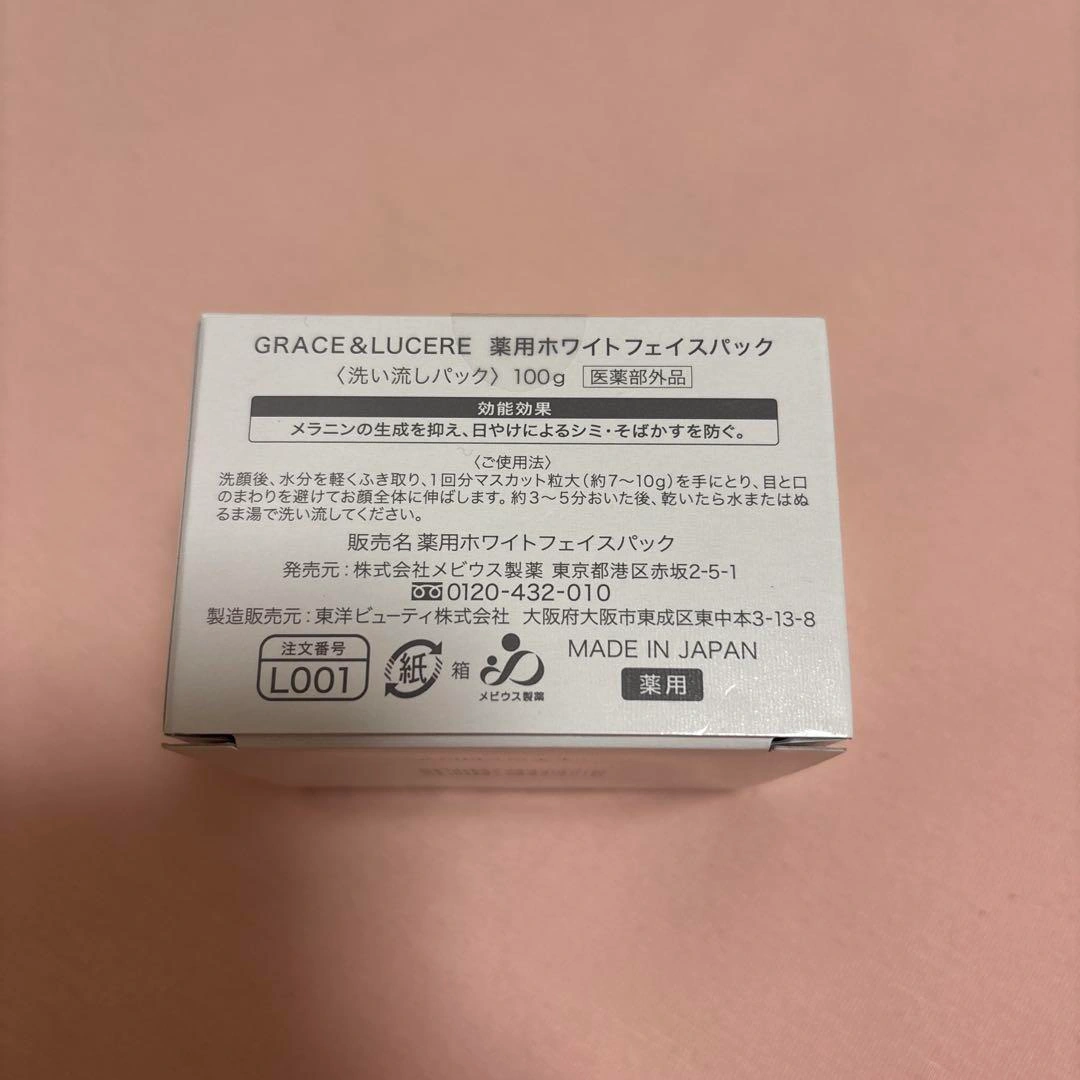 GRACE&LUCERE 薬用ホワイトフェイスパック
〈洗い流しパック〉100g 医薬部外品
効能効果
メラニンの生成を抑え、日やけによるシミ・そばかすを防ぐ。
〈ご使用法〉
洗顔後、水分を軽くふき取り、1回分マスカット粒大(約7〜10g)を手にとり、目と口
のまわりを避けてお顔全体に伸ばします。約3〜5分おいた後、乾いたら水またはぬ
るま湯で洗い流してください。
販売名 薬用ホワイトフェイスパック
発売元:株式会社メビウス製薬 東京都港区赤坂2-5-1
0120-432-010
製造販売元:東洋ビューティ株式会社 大阪府大阪市東成区東中本3-13-8
注文番号
L001
紙
箱
メビウス製薬
MADE IN JAPAN
薬用